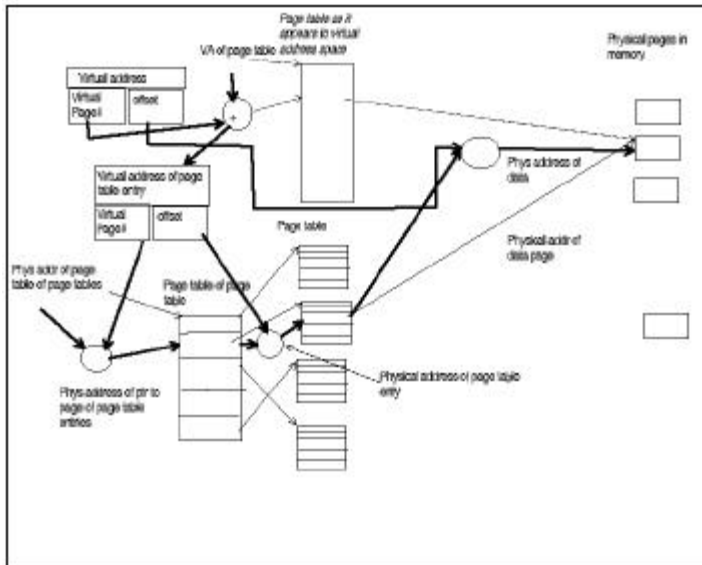 Page table as it
appears in virtual
address space
Physical pages in
memory
VA of page table
Virtual address
Virtual
Page#
offset
+
Phys address of
data
Virtual address of page
table entry
Virtual
Page#
offset
Page table
Physicall addr of
data page
Phys addr of page
table of page tables
Page table of page
table
Physical address of page table
entry
Phys address of ptr to
page of page table
entries